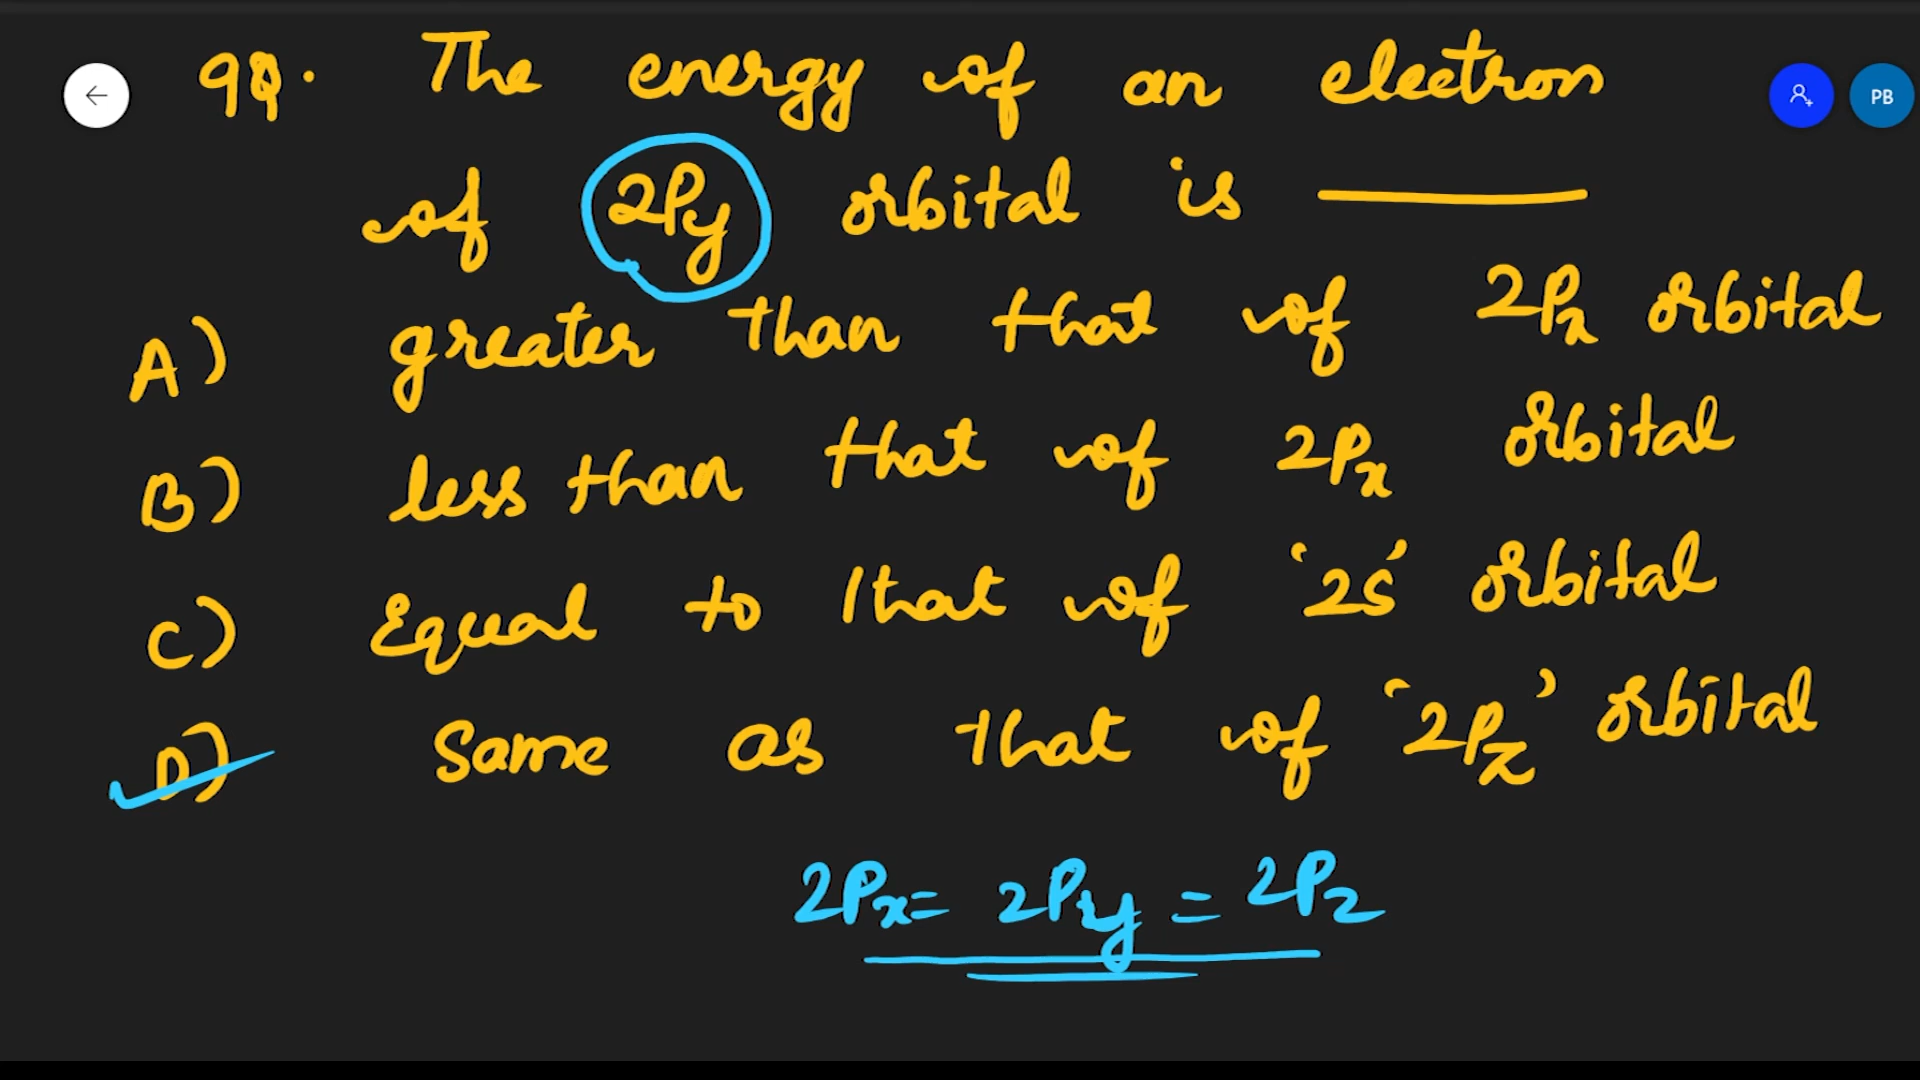 The energy of an electron
of 2Py orbital is ______
A) greater than that of 2Px orbital
B) less than that of 2Px orbital
C) Equal to that of '2s' orbital
D) Same as that of '2Pz' orbital
2Px = 2Py = 2Pz
PB